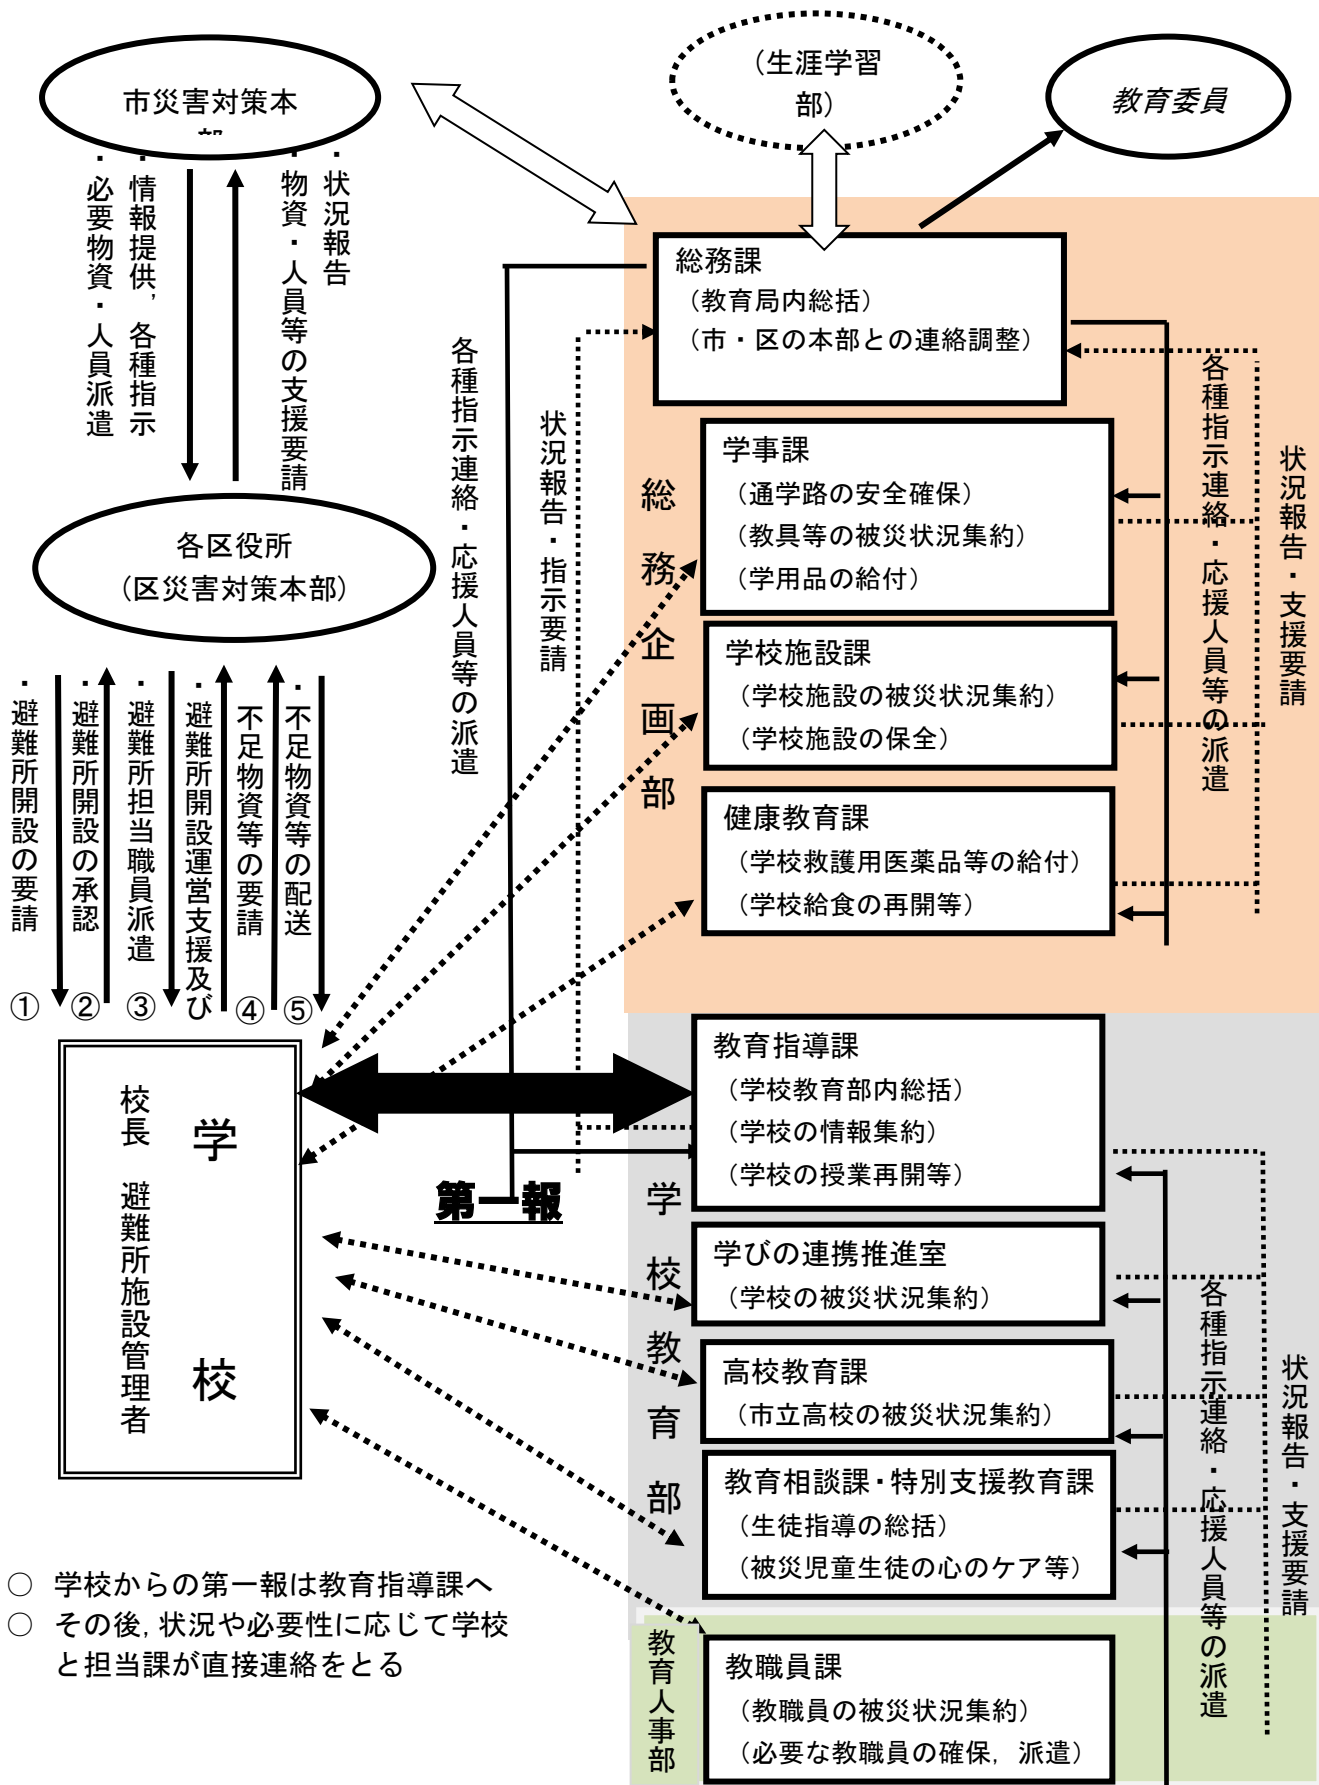 市災害対策本
(生涯学習
部)
教育委員
・情報提供，各種指示
・必要物資・人員派遣
・状況報告
・物資・人員等の支援要請
各区役所
(区災害対策本部)
・避難所開設の要請
①
・避難所開設の承認
②
・避難所担当職員派遣
③
・避難所開設運営支援及び
不足物資等の要請
④
・不足物資等の配送
⑤
学校
校長 避難所施設管理者
各種指示連絡・応援人員等の派遣
状況報告・指示要請
第一報
総務企画部
総務課
(教育局内総括)
(市・区の本部との連絡調整)
学事課
(通学路の安全確保)
(教具等の被災状況集約)
(学用品の給付)
学校施設課
(学校施設の被災状況集約)
(学校施設の保全)
健康教育課
(学校救護用医薬品等の給付)
(学校給食の再開等)
各種指示連絡・応援人員等の派遣
状況報告・支援要請
学校教育部
教育指導課
(学校教育部内総括)
(学校の情報集約)
(学校の授業再開等)
学びの連携推進室
(学校の被災状況集約)
高校教育課
(市立高校の被災状況集約)
教育相談課・特別支援教育課
(生徒指導の総括)
(被災児童生徒の心のケア等)
各種指示連絡・応援人員等の派遣
状況報告・支援要請
教育人事部
教職員課
(教職員の被災状況集約)
(必要な教職員の確保，派遣)
○ 学校からの第一報は教育指導課へ
○ その後，状況や必要性に応じて学校
と担当課が直接連絡をとる